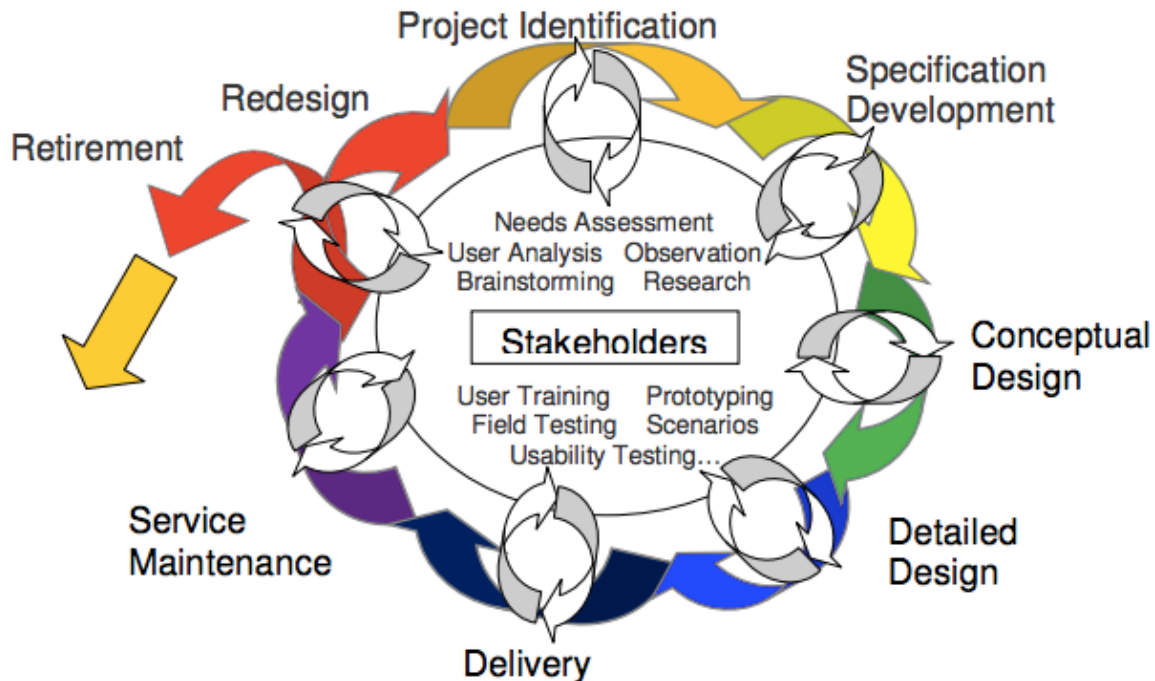 Project Identification
Redesign
Specification
Development
Retirement
Needs Assessment
User Analysis Observation
Brainstorming Research
Stakeholders
Conceptual
Design
User Training Prototyping
Field Testing Scenarios
Usability Testing...
Service
Maintenance
Detailed
Design
Delivery